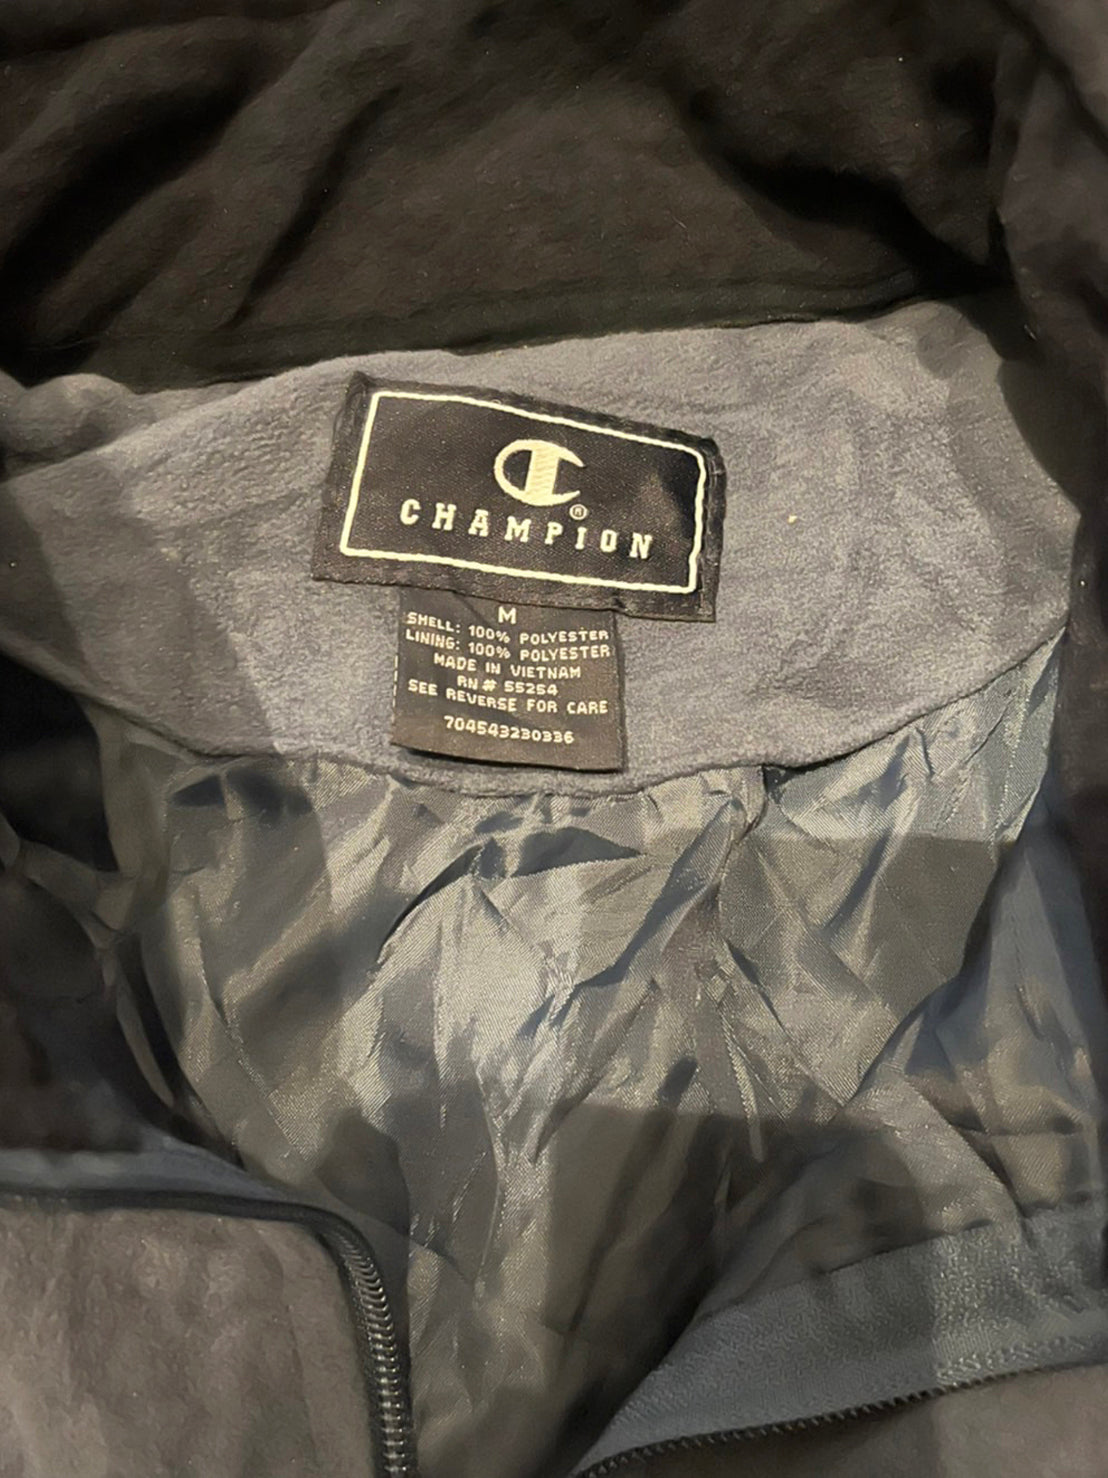 ®
CHAMPION
M
SHELL: 100% POLYESTER
LINING: 100% POLYESTER
MADE IN VIETNAM
RN# 55254
SEE REVERSE FOR CARE
704543230336